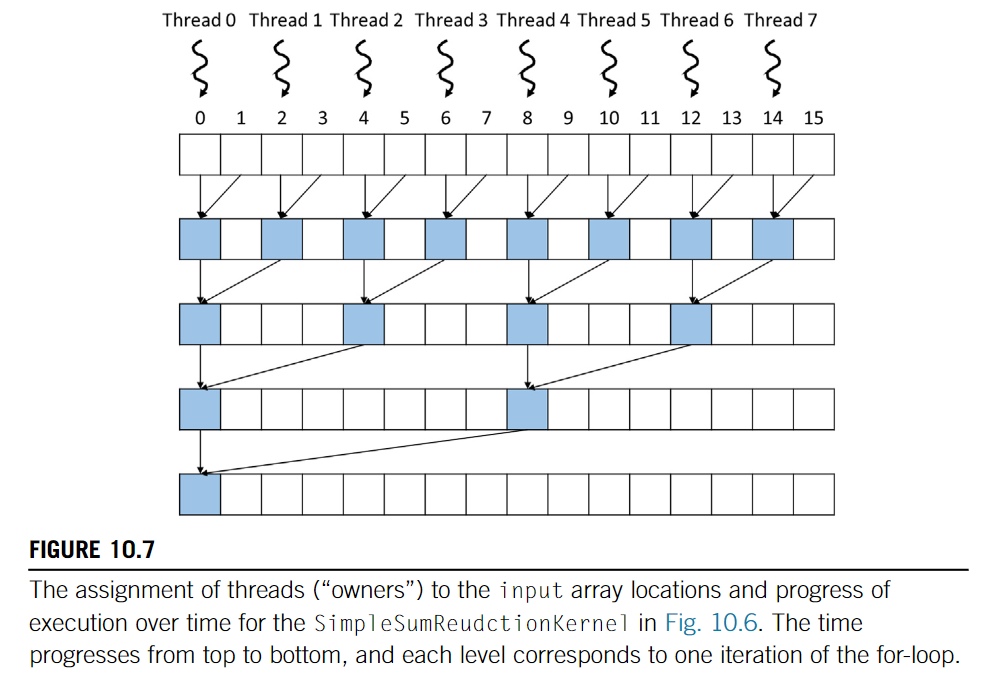 Thread 0 Thread 1 Thread 2 Thread 3 Thread 4 Thread 5 Thread 6 Thread 7
0 1 2 3 4 5 6 7 8 9 10 11 12 13 14 15
FIGURE 10.7
The assignment of threads (“owners”) to the input array locations and progress of
execution over time for the SimpleSumReudctionKernel in Fig. 10.6. The time
progresses from top to bottom, and each level corresponds to one iteration of the for-loop.